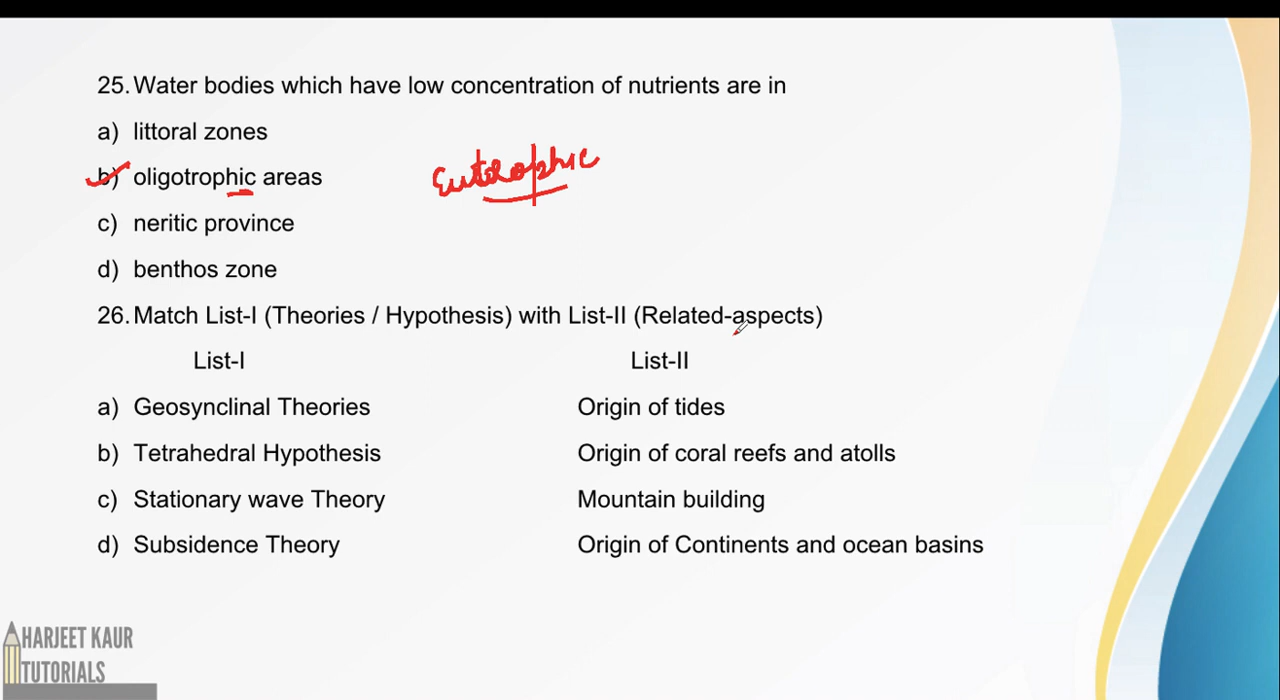 25. Water bodies which have low concentration of nutrients are in
a) littoral zones
b) oligotrophic areas
Eutrophic
c) neritic province
d) benthos zone
26. Match List-I (Theories / Hypothesis) with List-II (Related-aspects)
List-I List-II
a) Geosynclinal Theories Origin of tides
b) Tetrahedral Hypothesis Origin of coral reefs and atolls
c) Stationary wave Theory Mountain building
d) Subsidence Theory Origin of Continents and ocean basins
HARJEET KAUR
TUTORIALS